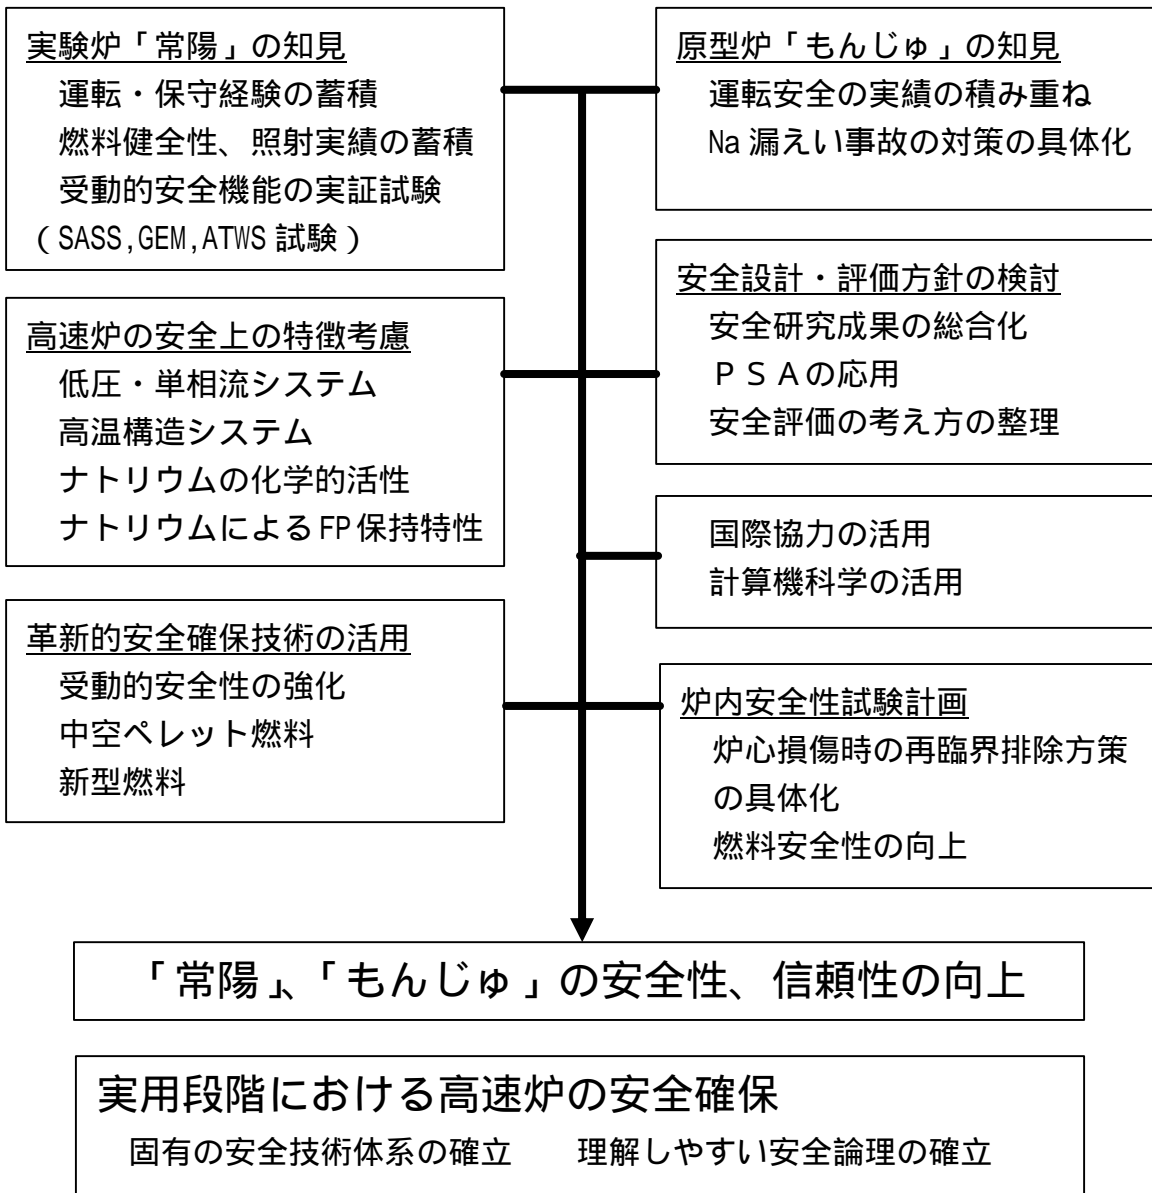 実験炉「常陽」の知見
運転・保守経験の蓄積
燃料健全性、照射実績の蓄積
受動的安全機能の実証試験
（SASS,GEM,ATWS 試験）
高速炉の安全上の特徴考慮
低圧・単相流システム
高温構造システム
ナトリウムの化学的活性
ナトリウムによる FP 保持特性
革新的安全確保技術の活用
受動的安全性の強化
中空ペレット燃料
新型燃料
原型炉「もんじゅ」の知見
運転安全の実績の積み重ね
Na 漏えい事故の対策の具体化
安全設計・評価方針の検討
安全研究成果の総合化
ＰＳＡの応用
安全評価の考え方の整理
国際協力の活用
計算機科学の活用
炉内安全性試験計画
炉心損傷時の再臨界排除方策
の具体化
燃料安全性の向上
「常陽」、「もんじゅ」の安全性、信頼性の向上
実用段階における高速炉の安全確保
固有の安全技術体系の確立　　理解しやすい安全論理の確立